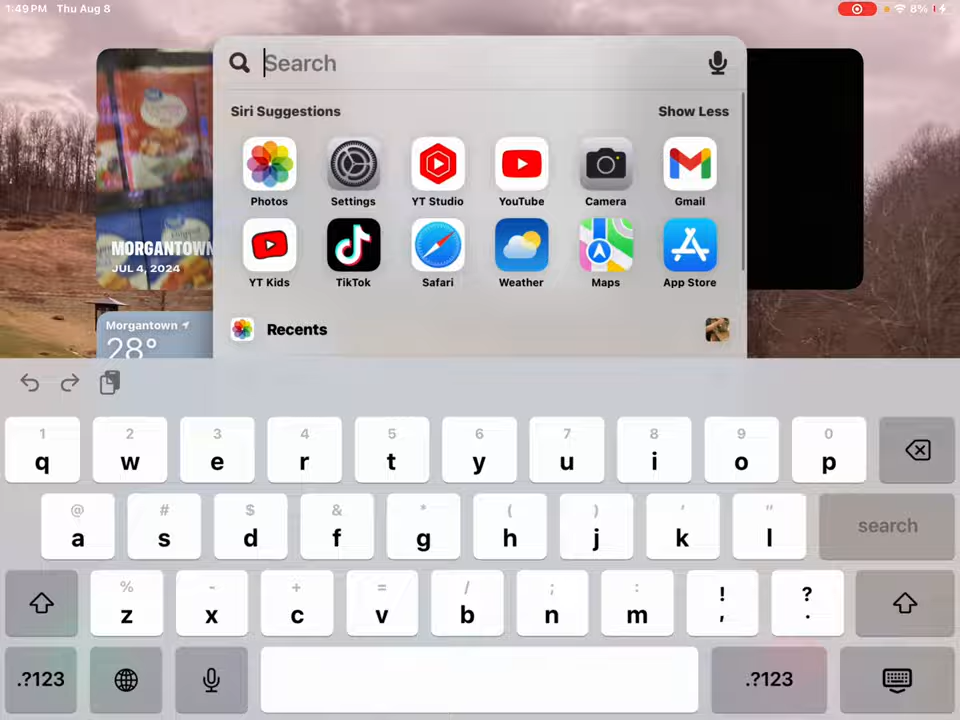 1:49 PM Thu Aug 8
8%
Search
Siri Suggestions
Show Less
Photos
Settings
YT Studio
YouTube
Camera
Gmail
YT Kids
TikTok
Safari
Weather
Maps
App Store
Recents
MORGANTOWN
JUL 4, 2024
Morgantown
28°
1 2 3 4 5 6 7 8 9 0
q w e r t y u i o p
@ # $ & * ( ) ' "
a s d f g h j k l search
% - + = / ; : ! ?
z x c v b n m , .
.?123 .?123